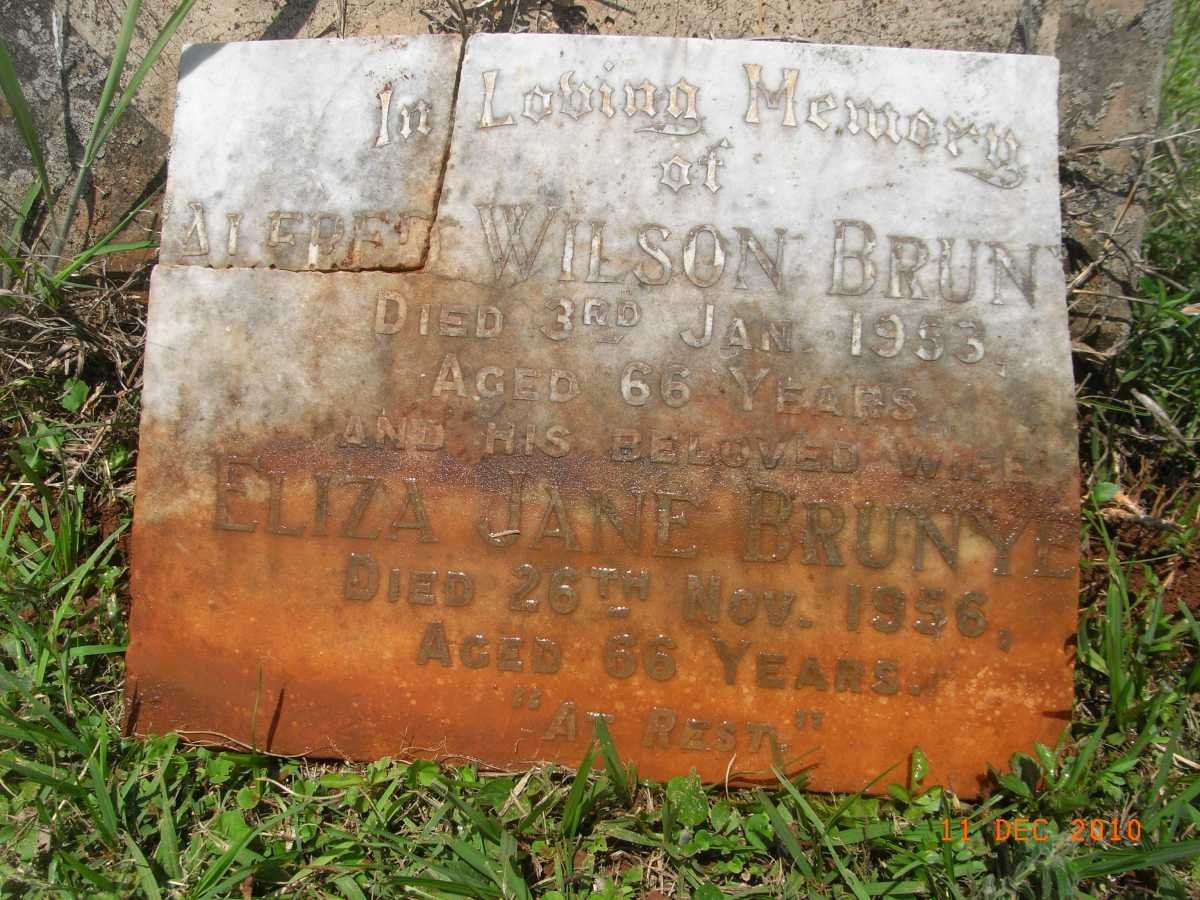 In Loving Memory
of
ALFRED WILSON BRUNY
DIED 3RD JAN. 1953,
AGED 66 YEARS.
AND HIS BELOVED WIFE
ELIZA JANE BRUNYE
DIED 26TH NOV. 1956,
AGED 66 YEARS.
"AT REST."
11 DEC 2010